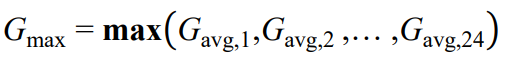 G_max = max(G_avg,1,G_avg,2 ,… ,G_avg,24)